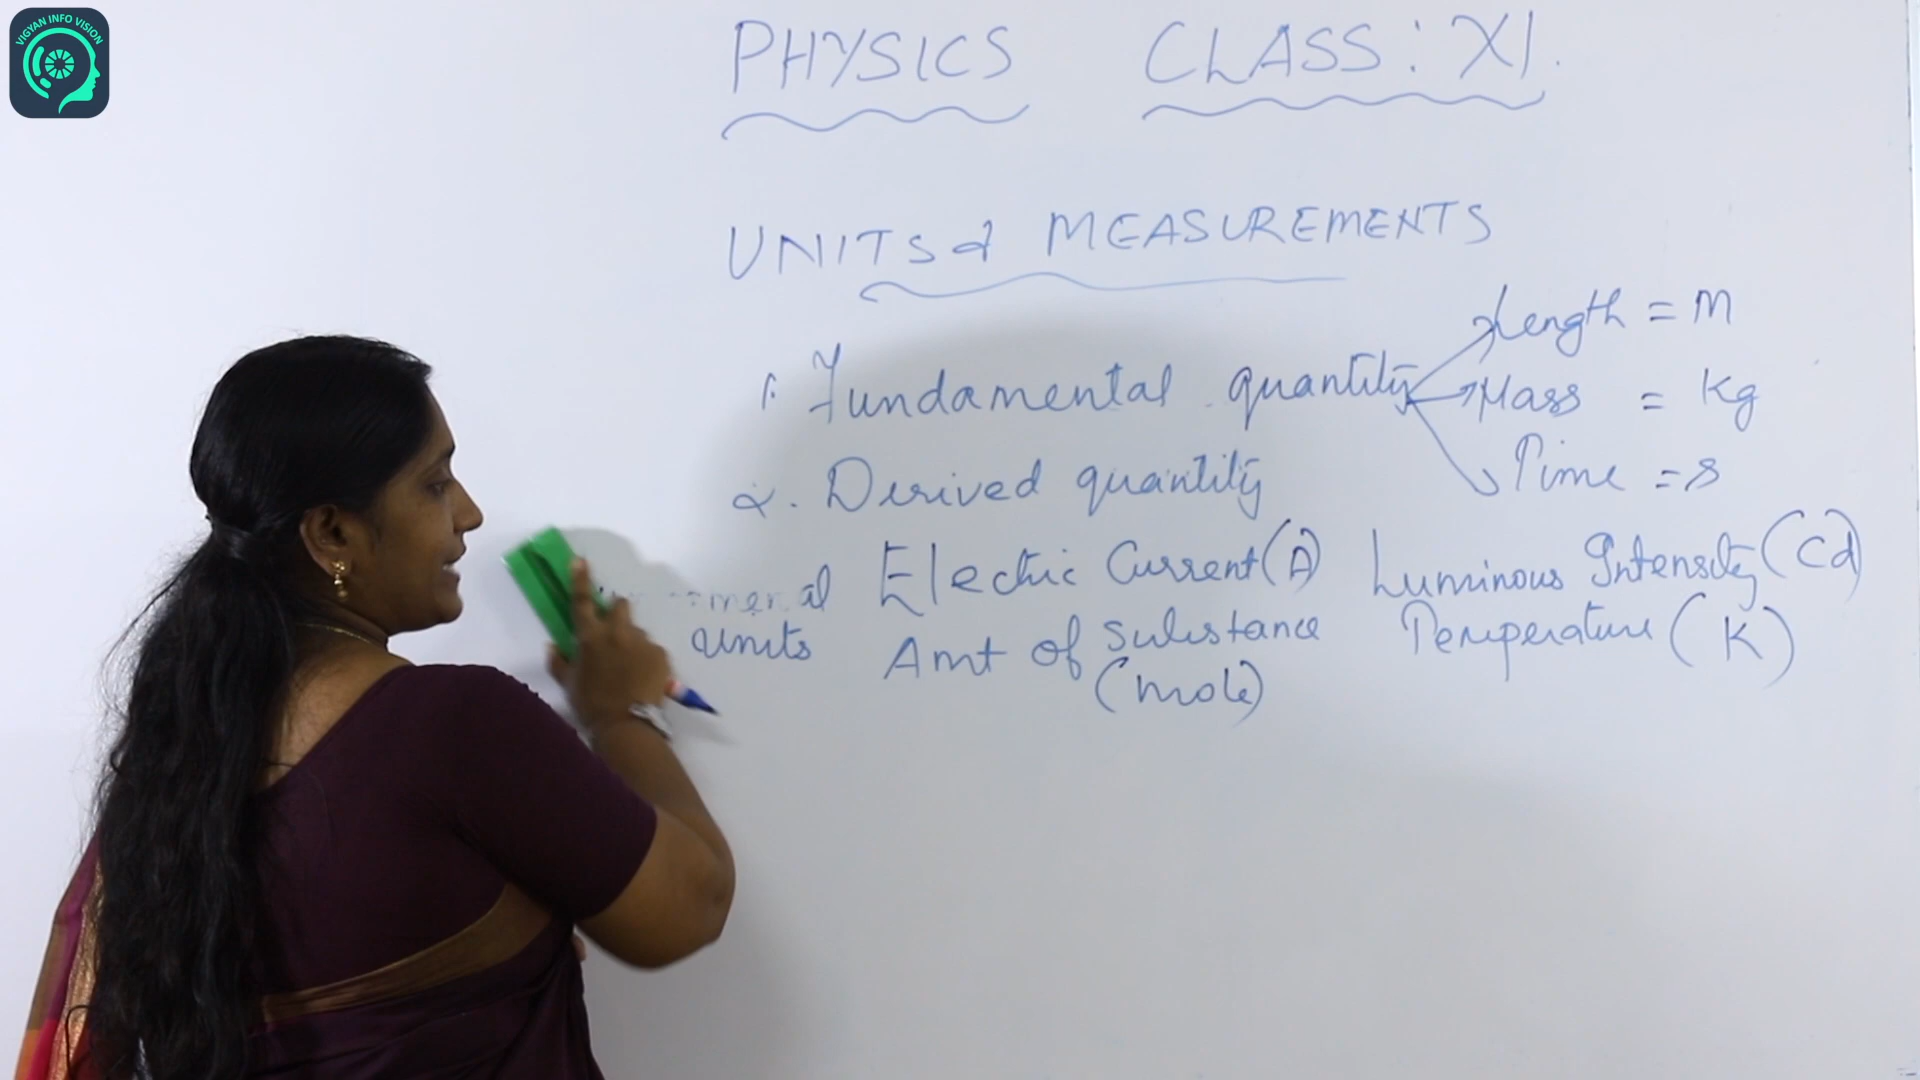 VIGYAN INFO VISION
PHYSICS CLASS: XI.
UNITS & MEASUREMENTS
1. Fundamental quantity
Length = m
Mass = Kg
Time = s
2. Derived quantity
units
Electric Current (A)
Amt of Substance
(mole)
Luminous Intensity (Cd)
Temperature (K)